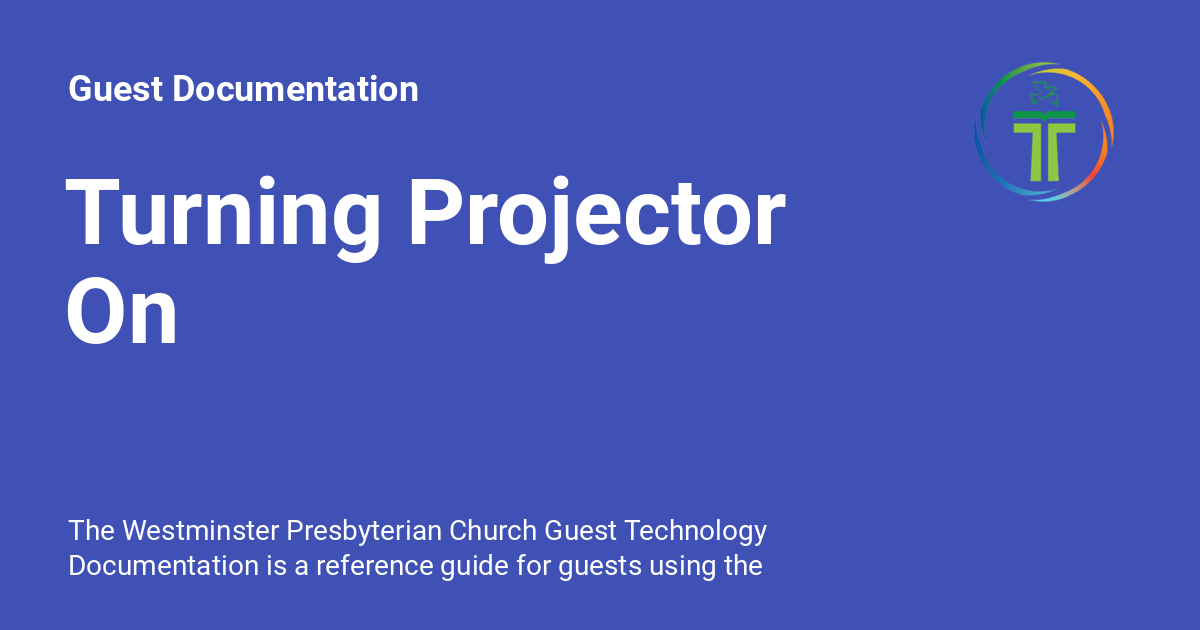 Guest Documentation
Turning Projector
On
The Westminster Presbyterian Church Guest Technology
Documentation is a reference guide for guests using the